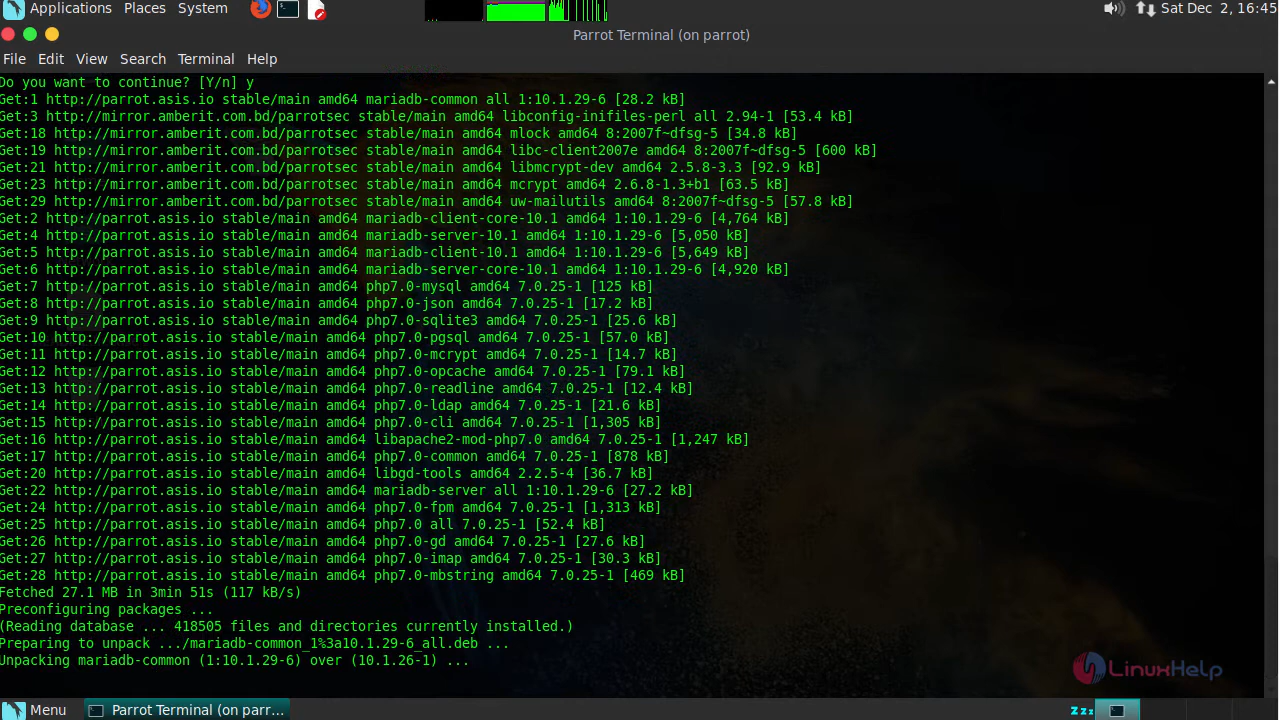 Applications Places System Sat Dec 2, 16:45
Parrot Terminal (on parrot)
File Edit View Search Terminal Help
Do you want to continue? [Y/n] y
Get:1 http://parrot.asis.io stable/main amd64 mariadb-common all 1:10.1.29-6 [28.2 kB]
Get:3 http://mirror.amberit.com.bd/parrotsec stable/main amd64 libconfig-inifiles-perl all 2.94-1 [53.4 kB]
Get:18 http://mirror.amberit.com.bd/parrotsec stable/main amd64 mlock amd64 8:2007f~dfsg-5 [34.8 kB]
Get:19 http://mirror.amberit.com.bd/parrotsec stable/main amd64 libc-client2007e amd64 8:2007f~dfsg-5 [600 kB]
Get:21 http://mirror.amberit.com.bd/parrotsec stable/main amd64 libmcrypt-dev amd64 2.5.8-3.3 [92.9 kB]
Get:23 http://mirror.amberit.com.bd/parrotsec stable/main amd64 mcrypt amd64 2.6.8-1.3+b1 [63.5 kB]
Get:29 http://mirror.amberit.com.bd/parrotsec stable/main amd64 uw-mailutils amd64 8:2007f~dfsg-5 [57.8 kB]
Get:2 http://parrot.asis.io stable/main amd64 mariadb-client-core-10.1 amd64 1:10.1.29-6 [4,764 kB]
Get:4 http://parrot.asis.io stable/main amd64 mariadb-server-10.1 amd64 1:10.1.29-6 [5,050 kB]
Get:5 http://parrot.asis.io stable/main amd64 mariadb-client-10.1 amd64 1:10.1.29-6 [5,649 kB]
Get:6 http://parrot.asis.io stable/main amd64 mariadb-server-core-10.1 amd64 1:10.1.29-6 [4,920 kB]
Get:7 http://parrot.asis.io stable/main amd64 php7.0-mysql amd64 7.0.25-1 [125 kB]
Get:8 http://parrot.asis.io stable/main amd64 php7.0-json amd64 7.0.25-1 [17.2 kB]
Get:9 http://parrot.asis.io stable/main amd64 php7.0-sqlite3 amd64 7.0.25-1 [25.6 kB]
Get:10 http://parrot.asis.io stable/main amd64 php7.0-pgsql amd64 7.0.25-1 [57.0 kB]
Get:11 http://parrot.asis.io stable/main amd64 php7.0-mcrypt amd64 7.0.25-1 [14.7 kB]
Get:12 http://parrot.asis.io stable/main amd64 php7.0-opcache amd64 7.0.25-1 [79.1 kB]
Get:13 http://parrot.asis.io stable/main amd64 php7.0-readline amd64 7.0.25-1 [12.4 kB]
Get:14 http://parrot.asis.io stable/main amd64 php7.0-ldap amd64 7.0.25-1 [21.6 kB]
Get:15 http://parrot.asis.io stable/main amd64 php7.0-cli amd64 7.0.25-1 [1,305 kB]
Get:16 http://parrot.asis.io stable/main amd64 libapache2-mod-php7.0 amd64 7.0.25-1 [1,247 kB]
Get:17 http://parrot.asis.io stable/main amd64 php7.0-common amd64 7.0.25-1 [878 kB]
Get:20 http://parrot.asis.io stable/main amd64 libgd-tools amd64 2.2.5-4 [36.7 kB]
Get:22 http://parrot.asis.io stable/main amd64 mariadb-server all 1:10.1.29-6 [27.2 kB]
Get:24 http://parrot.asis.io stable/main amd64 php7.0-fpm amd64 7.0.25-1 [1,313 kB]
Get:25 http://parrot.asis.io stable/main amd64 php7.0 all 7.0.25-1 [52.4 kB]
Get:26 http://parrot.asis.io stable/main amd64 php7.0-gd amd64 7.0.25-1 [27.6 kB]
Get:27 http://parrot.asis.io stable/main amd64 php7.0-imap amd64 7.0.25-1 [30.3 kB]
Get:28 http://parrot.asis.io stable/main amd64 php7.0-mbstring amd64 7.0.25-1 [469 kB]
Fetched 27.1 MB in 3min 51s (117 kB/s)
Preconfiguring packages ...
(Reading database ... 418505 files and directories currently installed.)
Preparing to unpack .../mariadb-common_1%3a10.1.29-6_all.deb ...
Unpacking mariadb-common (1:10.1.29-6) over (10.1.26-1) ...
LinuxHelp
Menu Parrot Terminal (on parr... zzz